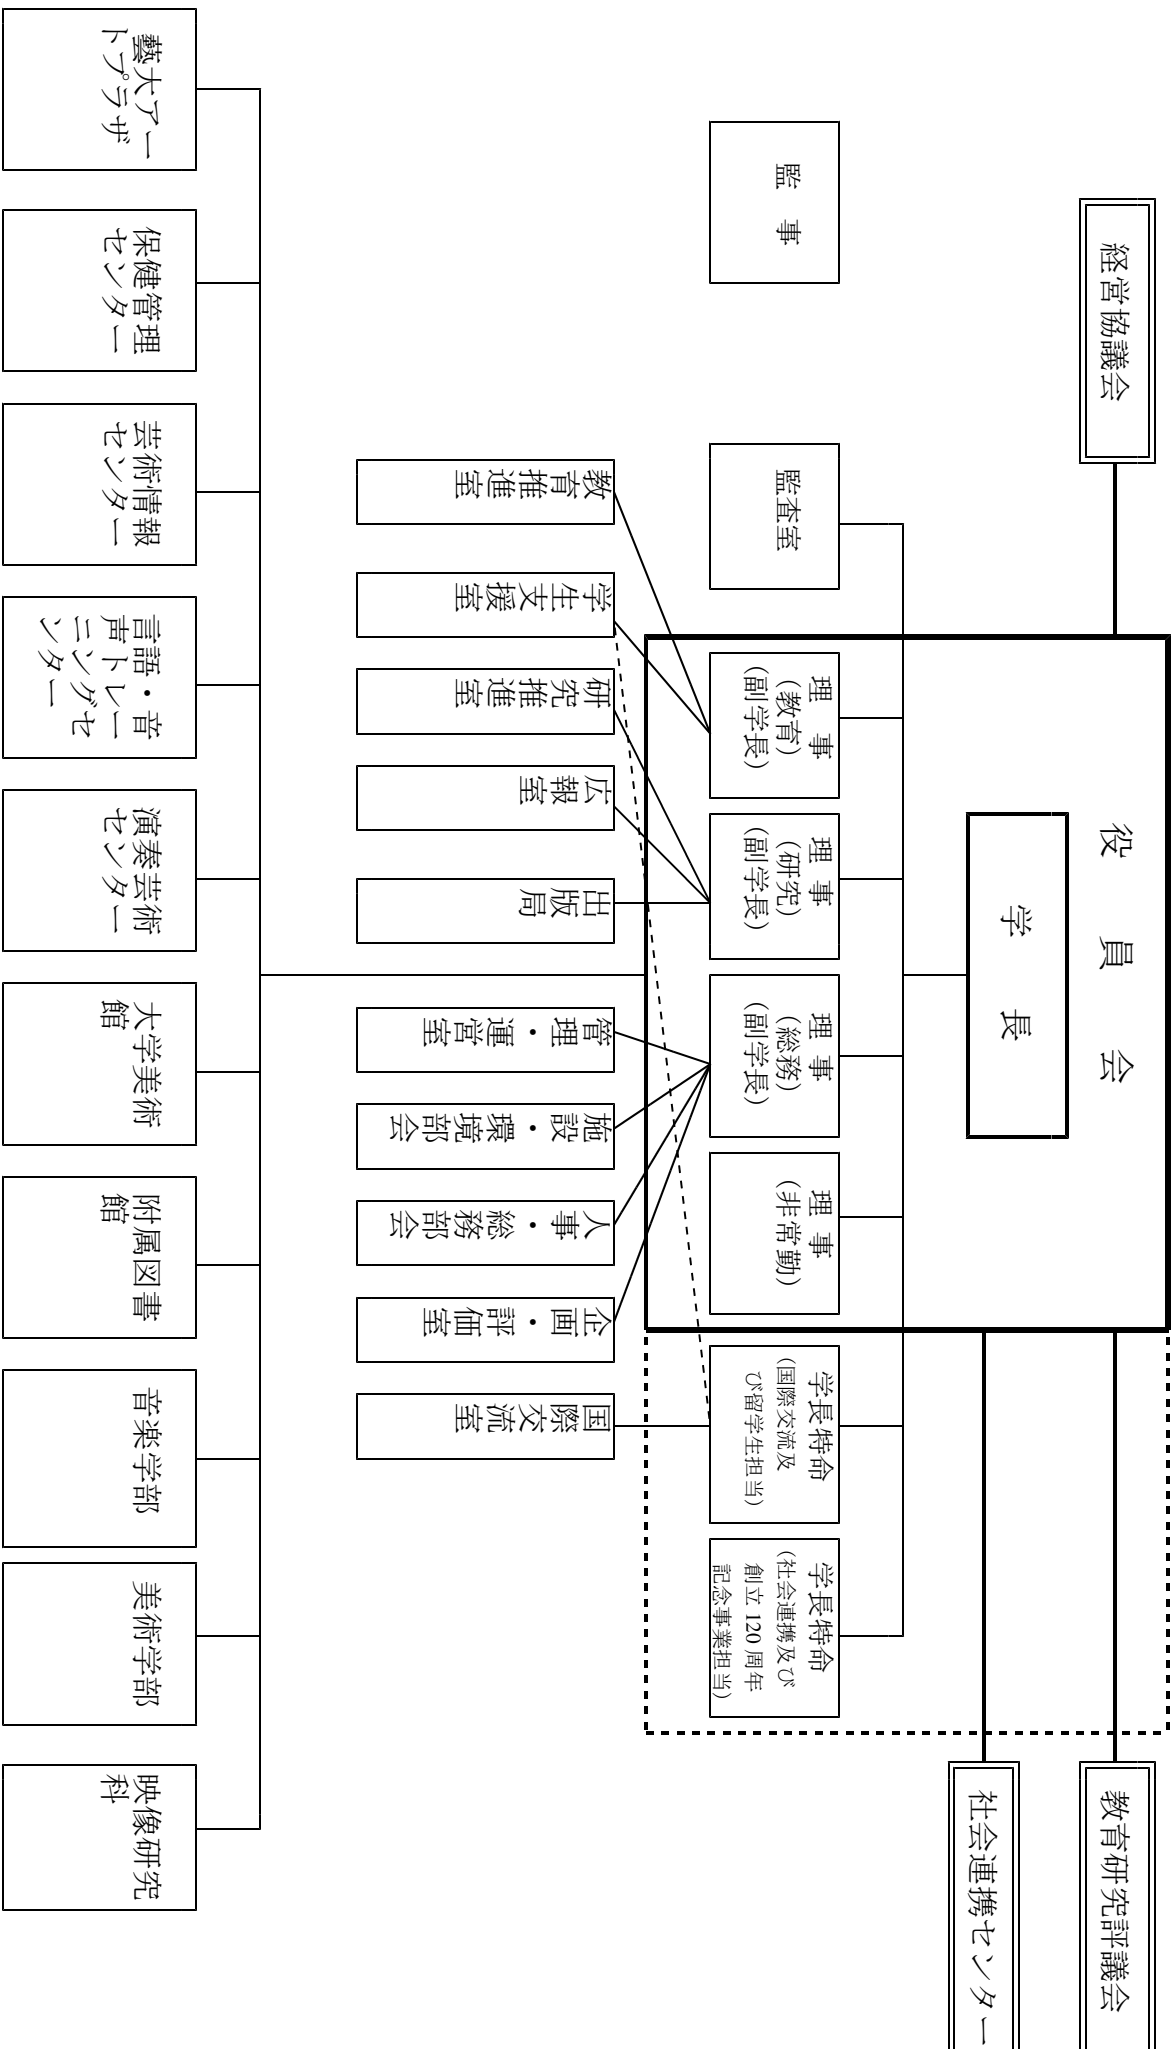 経営協議会
教育研究評議会
社会連携センター
役員会
学長
監事
監査室
理事
（教育）
（副学長）
理事
（研究）
（副学長）
理事
（総務）
（副学長）
理事
（非常勤）
学長特命
（国際交流及
び留学生担当）
学長特命
（社会連携及び
創立 120 周年
記念事業担当）
教育推進
室
学生支援
室
研究推進
室
広報
室
出版
局
管理・運営
室
施設・環境部
会
人事・総務部
会
企画・評価
室
国際交流
室
藝大アー
トプラザ
保健管理
センター
芸術情報
センター
言語・音
声トレー
ニングセ
ンター
演奏芸術
センター
大学美術
館
附属図書
館
音楽学部
美術学部
映像研究
科